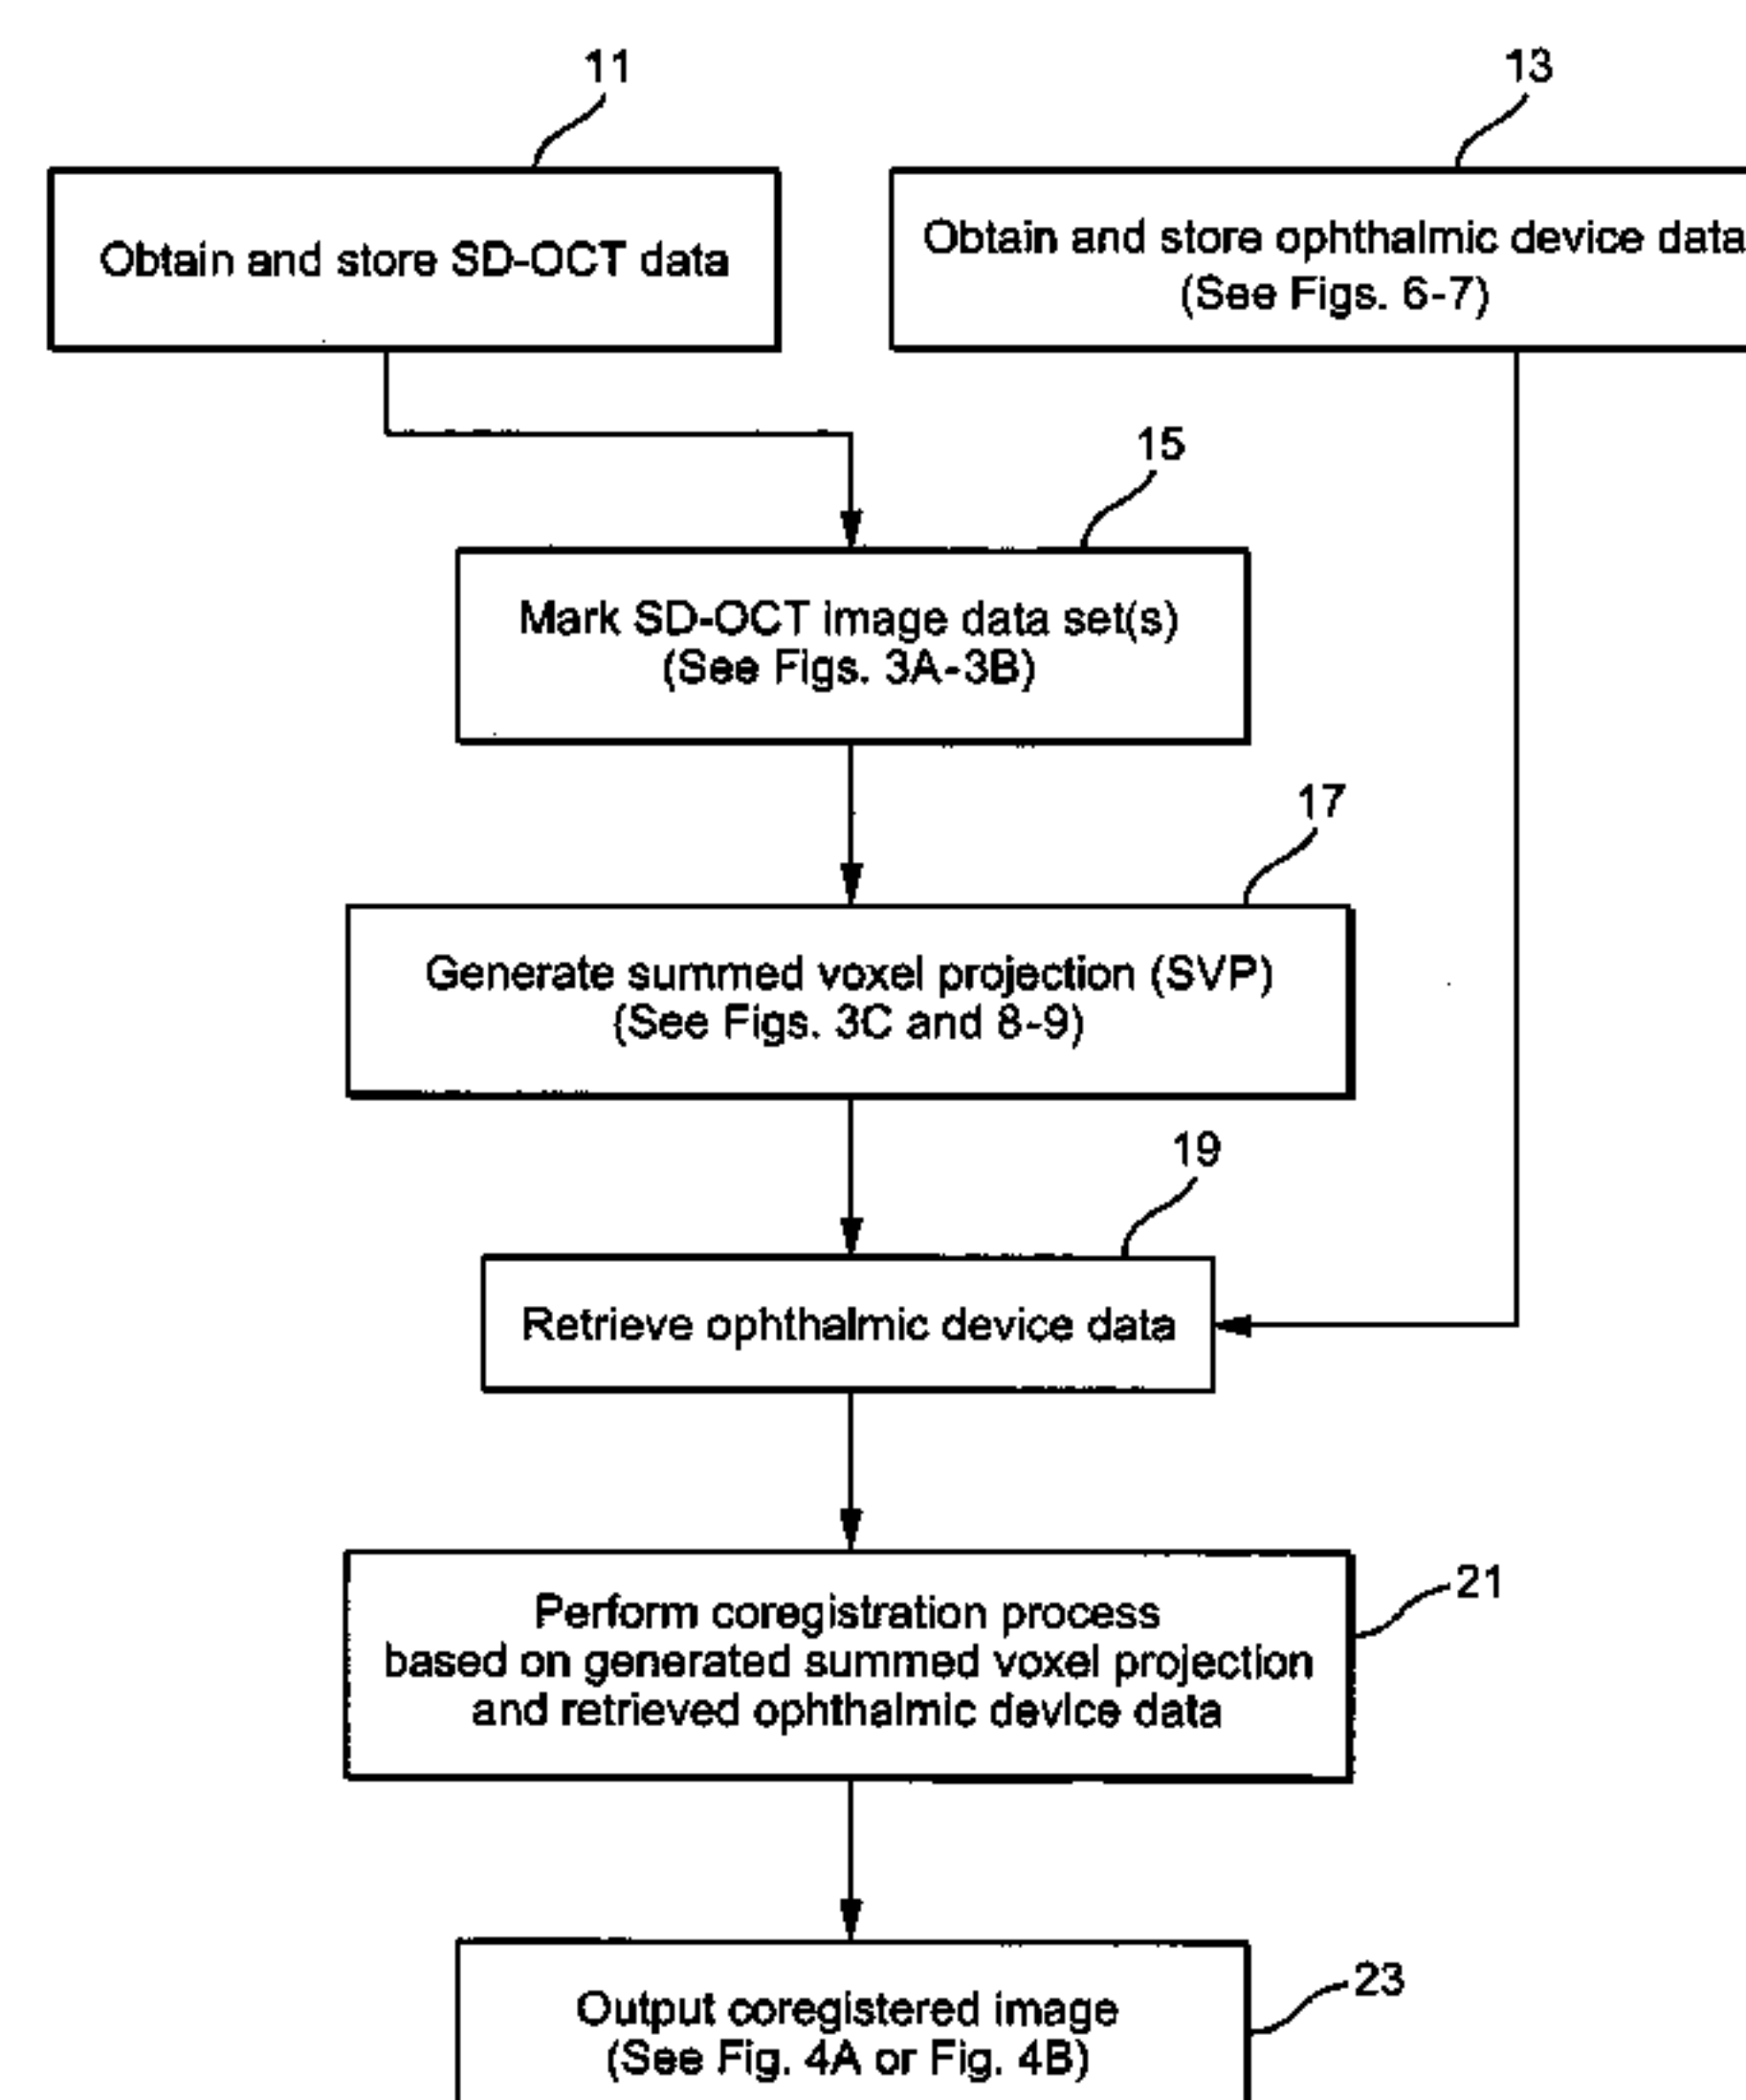 11
13
Obtain and store SD-OCT data
Obtain and store ophthalmic device data
(See Figs. 6-7)
15
Mark SD-OCT image data set(s)
(See Figs. 3A-3B)
17
Generate summed voxel projection (SVP)
(See Figs. 3C and 8-9)
19
Retrieve ophthalmic device data
21
Perform coregistration process
based on generated summed voxel projection
and retrieved ophthalmic device data
23
Output coregistered image
(See Fig. 4A or Fig. 4B)